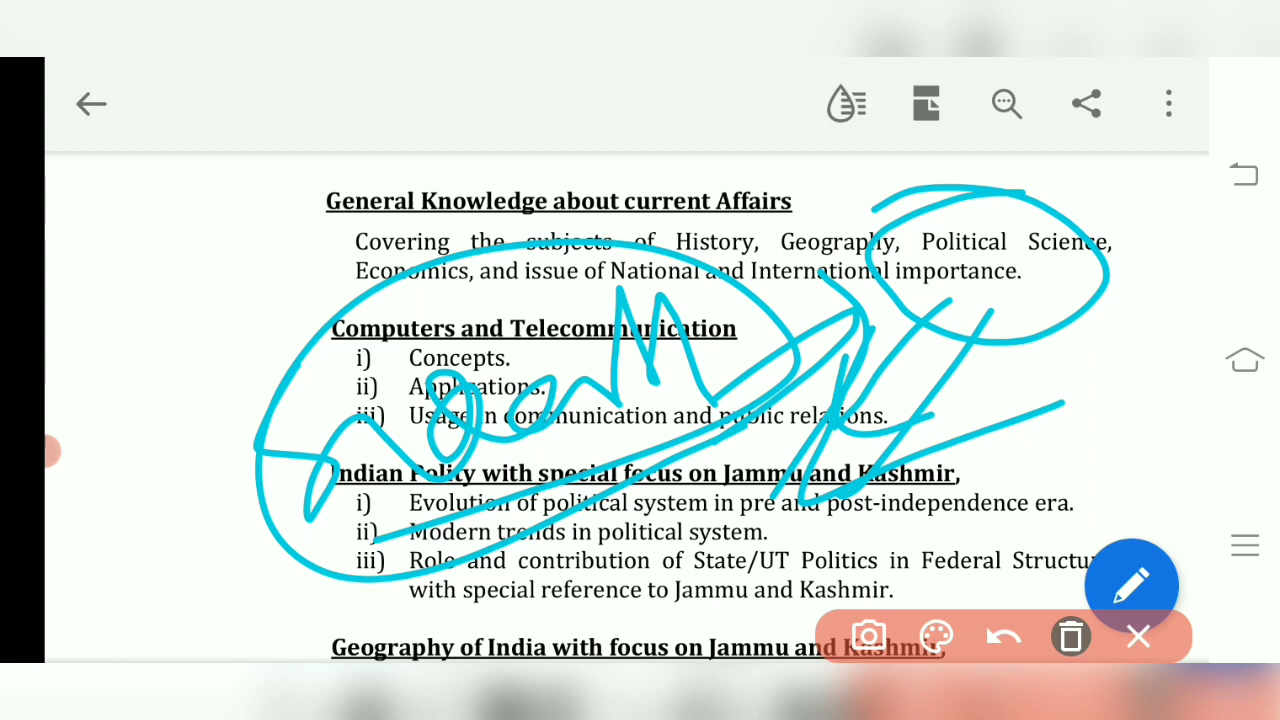 General Knowledge about current Affairs
Covering the subjects of History, Geography, Political Science,
Economics, and issue of National and International importance.
Computers and Telecommunication
i) Concepts.
ii) Applications.
iii) Usage in communication and public relations.
Indian Polity with special focus on Jammu and Kashmir,
i) Evolution of political system in pre and post-independence era.
ii) Modern trends in political system.
iii) Role and contribution of State/UT Politics in Federal
with special reference to Jammu and Kashmir.
Geography of India with focus on Jammu and Kashmir,